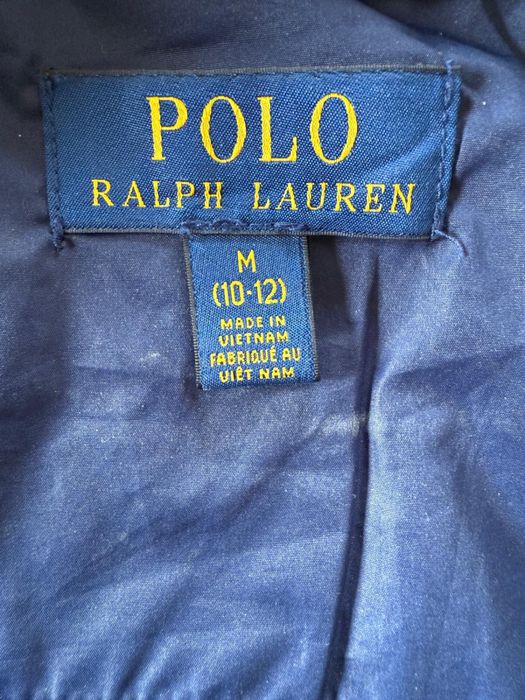 POLO
RALPH LAUREN
M
(10-12)
MADE IN
VIETNAM
FABRIQUÉ AU
VIÊT NAM